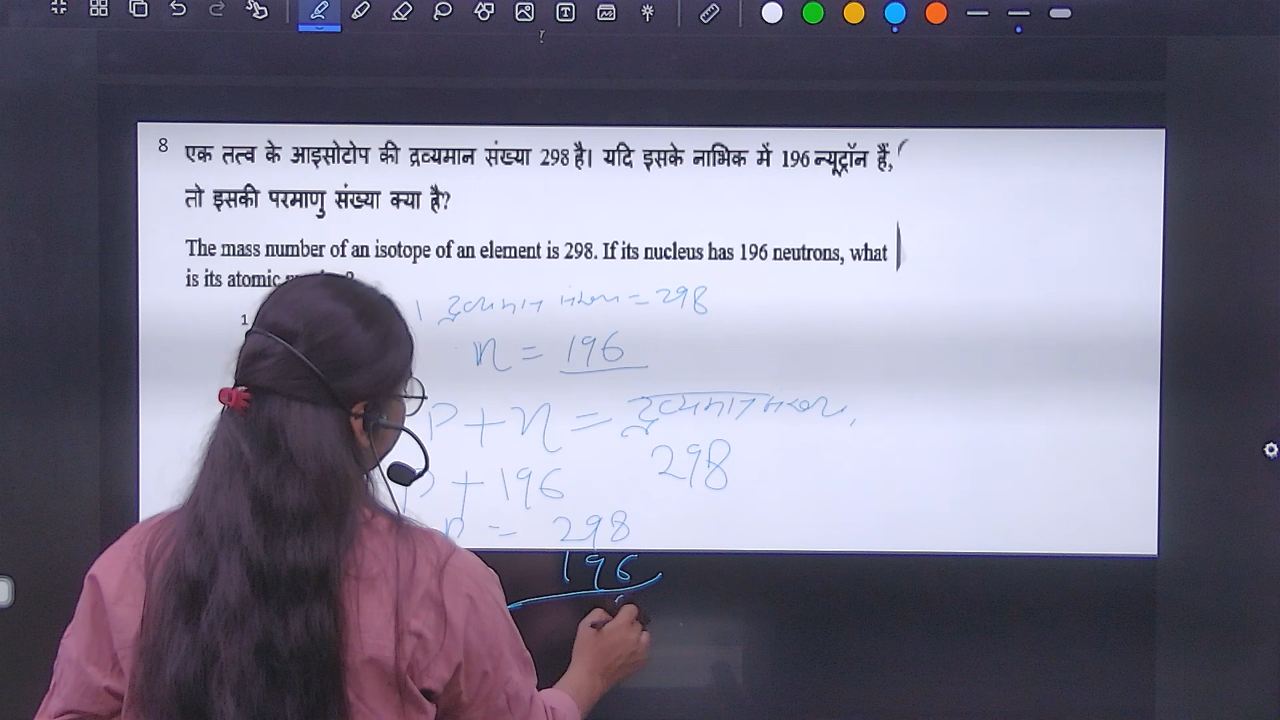 8 एक तत्व के आइसोटोप की द्रव्यमान संख्या 298 है। यदि इसके नाभिक में 196 न्यूट्रॉन हैं,
तो इसकी परमाणु संख्या क्या है?
The mass number of an isotope of an element is 298. If its nucleus has 196 neutrons, what
is its atomic
1
द्रव्यमान संख्या = 298
n = 196
P + n = द्रव्यमान संख्या
298
P + 196
p = 298
196